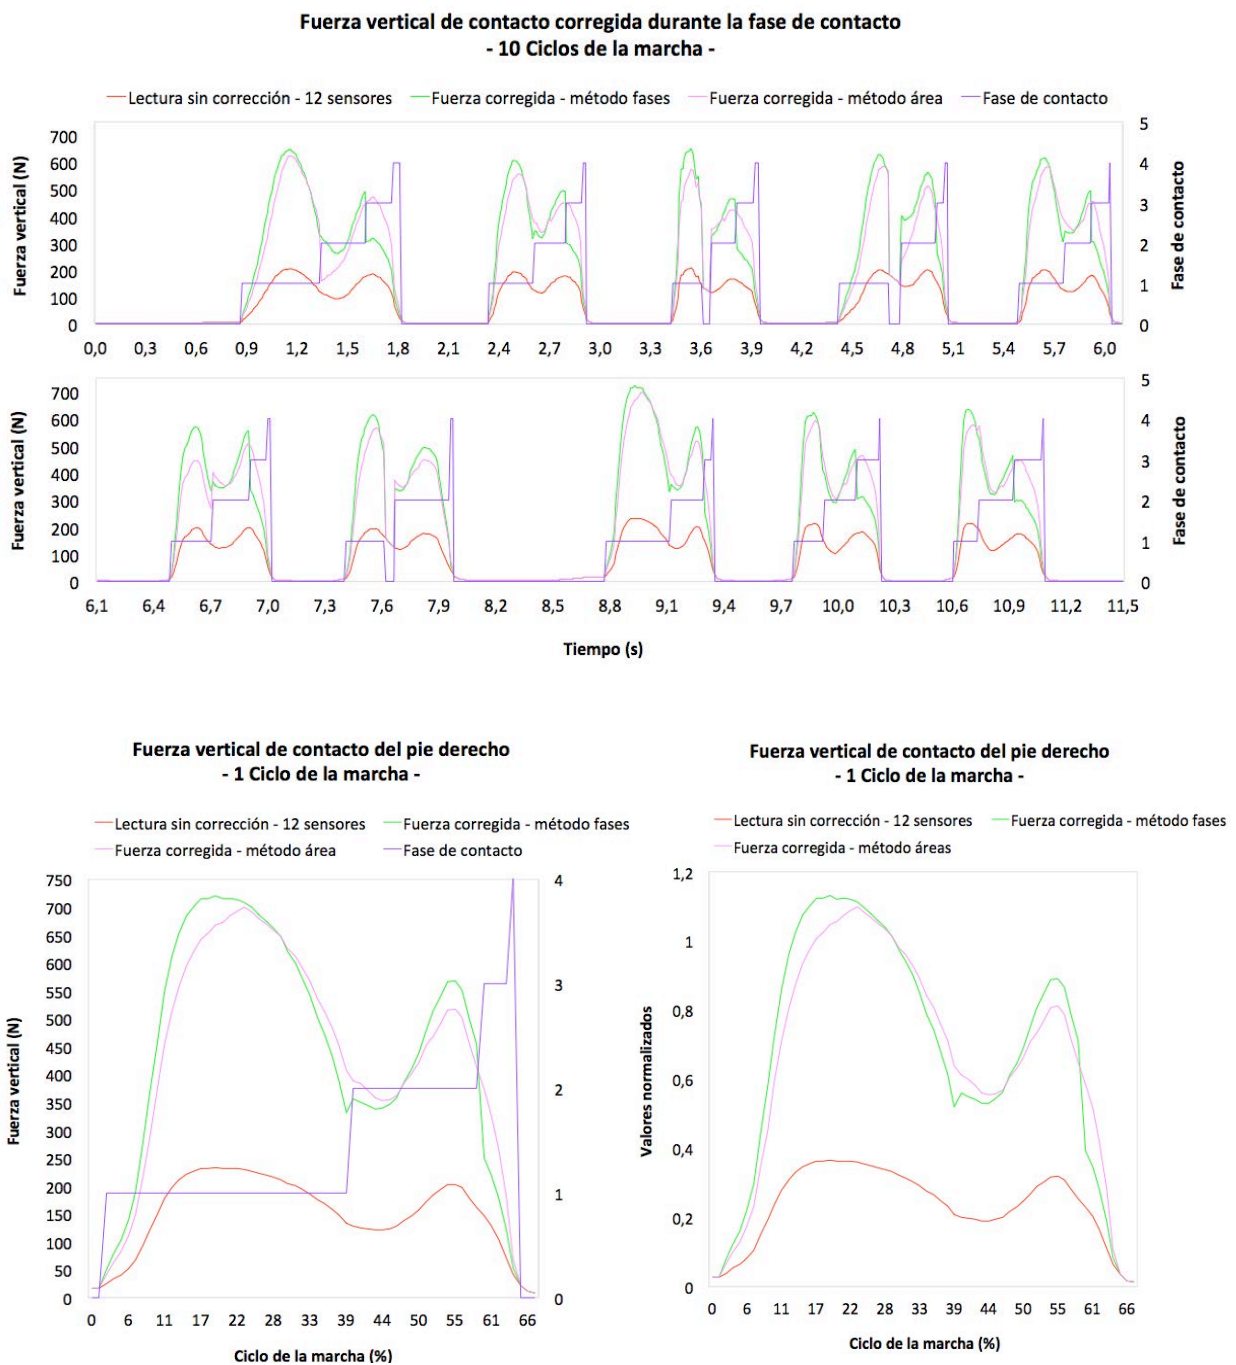 Fuerza vertical de contacto corregida durante la fase de contacto
- 10 Ciclos de la marcha -
Lectura sin corrección - 12 sensores Fuerza corregida - método fases Fuerza corregida - método área Fase de contacto
Fuerza vertical (N)
700
600
500
400
300
200
100
0
5
4
3
2
1
0
Fase de contacto
0,0 0,3 0,6 0,9 1,2 1,5 1,8 2,1 2,4 2,7 3,0 3,3 3,6 3,9 4,2 4,5 4,8 5,1 5,4 5,7 6,0
Fuerza vertical (N)
700
600
500
400
300
200
100
0
5
4
3
2
1
0
Fase de contacto
6,1 6,4 6,7 7,0 7,3 7,6 7,9 8,2 8,5 8,8 9,1 9,4 9,7 10,0 10,3 10,6 10,9 11,2 11,5
Tiempo (s)
Fuerza vertical de contacto del pie derecho
- 1 Ciclo de la marcha -
Lectura sin corrección - 12 sensores Fuerza corregida - método fases
Fuerza corregida - método área Fase de contacto
Fuerza vertical (N)
750
700
650
600
550
500
450
400
350
300
250
200
150
100
50
0
4
3
2
1
0
0 6 11 17 22 28 33 39 44 50 55 61 66
Ciclo de la marcha (%)
Fuerza vertical de contacto del pie derecho
- 1 Ciclo de la marcha -
Lectura sin corrección - 12 sensores Fuerza corregida - método fases
Fuerza corregida - método áreas
Valores normalizados
1,2
1
0,8
0,6
0,4
0,2
0
0 6 11 17 22 28 33 39 44 50 55 61 66
Ciclo de la marcha (%)